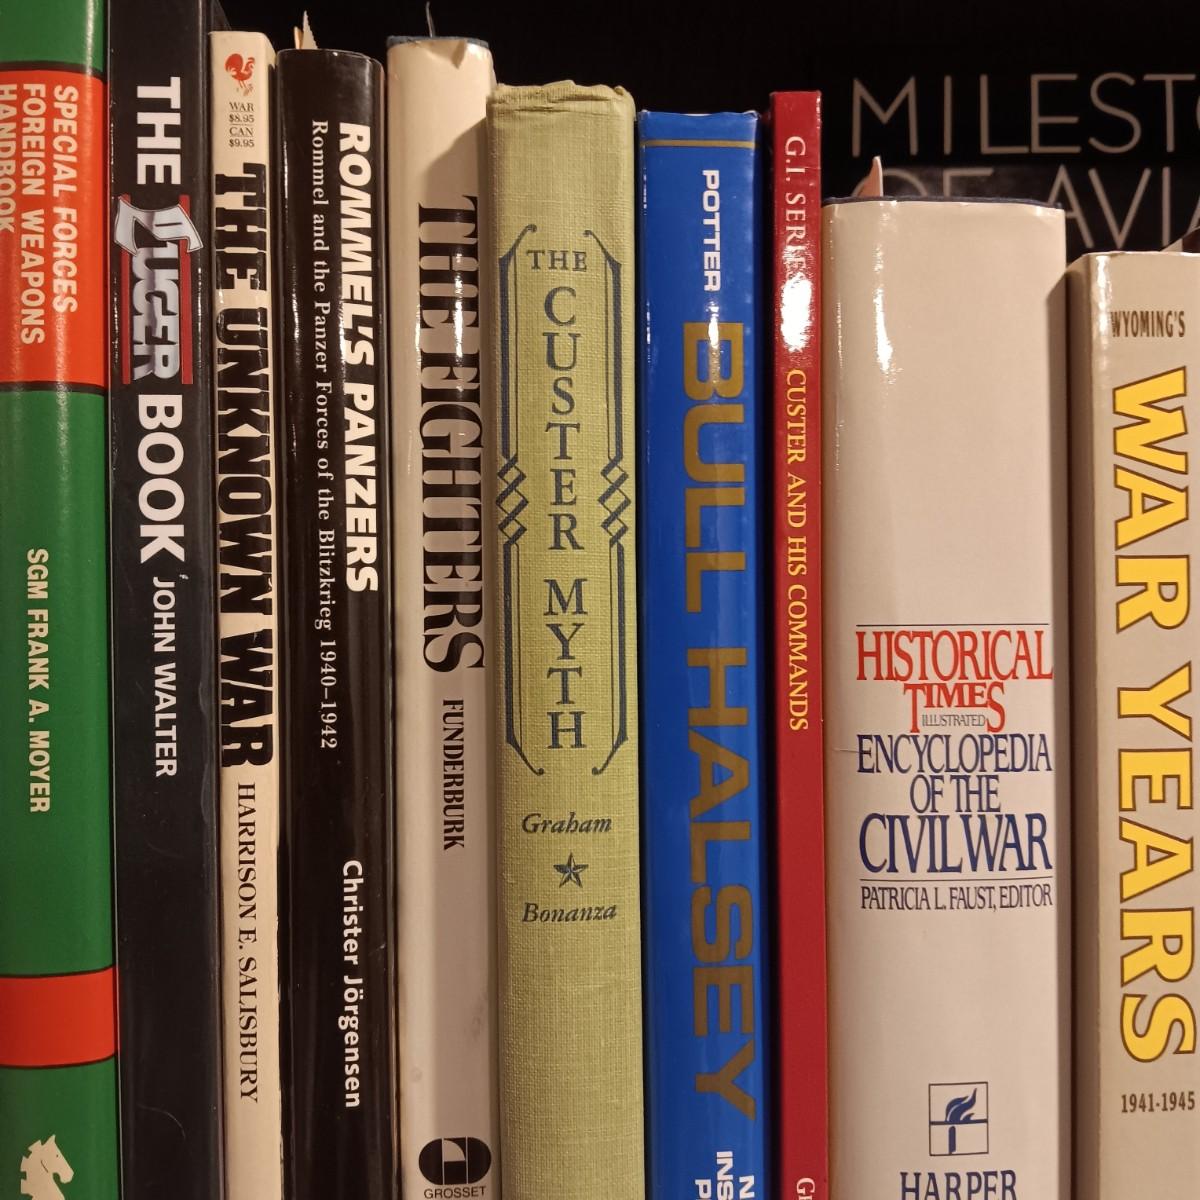 SPECIAL FORCES
FOREIGN WEAPONS
HANDBOOK
SGM FRANK A. MOYER
THE LUGER BOOK JOHN WALTER
WAR
$8.95
CAN
$9.95
THE UNKNOWN WAR HARRISON E. SALISBURY
ROMMEL'S PANZERS
Rommel and the Panzer Forces of the Blitzkrieg 1940–1942
Christer Jörgensen
THE FIGHTERS FUNDERBURK
GROSSET
THE
CUSTER
MYTH
Graham
Bonanza
POTTER
BULL HALSEY
G.I. SERIES CUSTER AND HIS COMMANDS
MILEST
OF AVIA
HISTORICAL
TIMES
ILLUSTRATED
ENCYCLOPEDIA
OF THE
CIVIL WAR
PATRICIA L. FAUST, EDITOR
HARPER
WYOMING'S
WAR YEARS
1941-1945